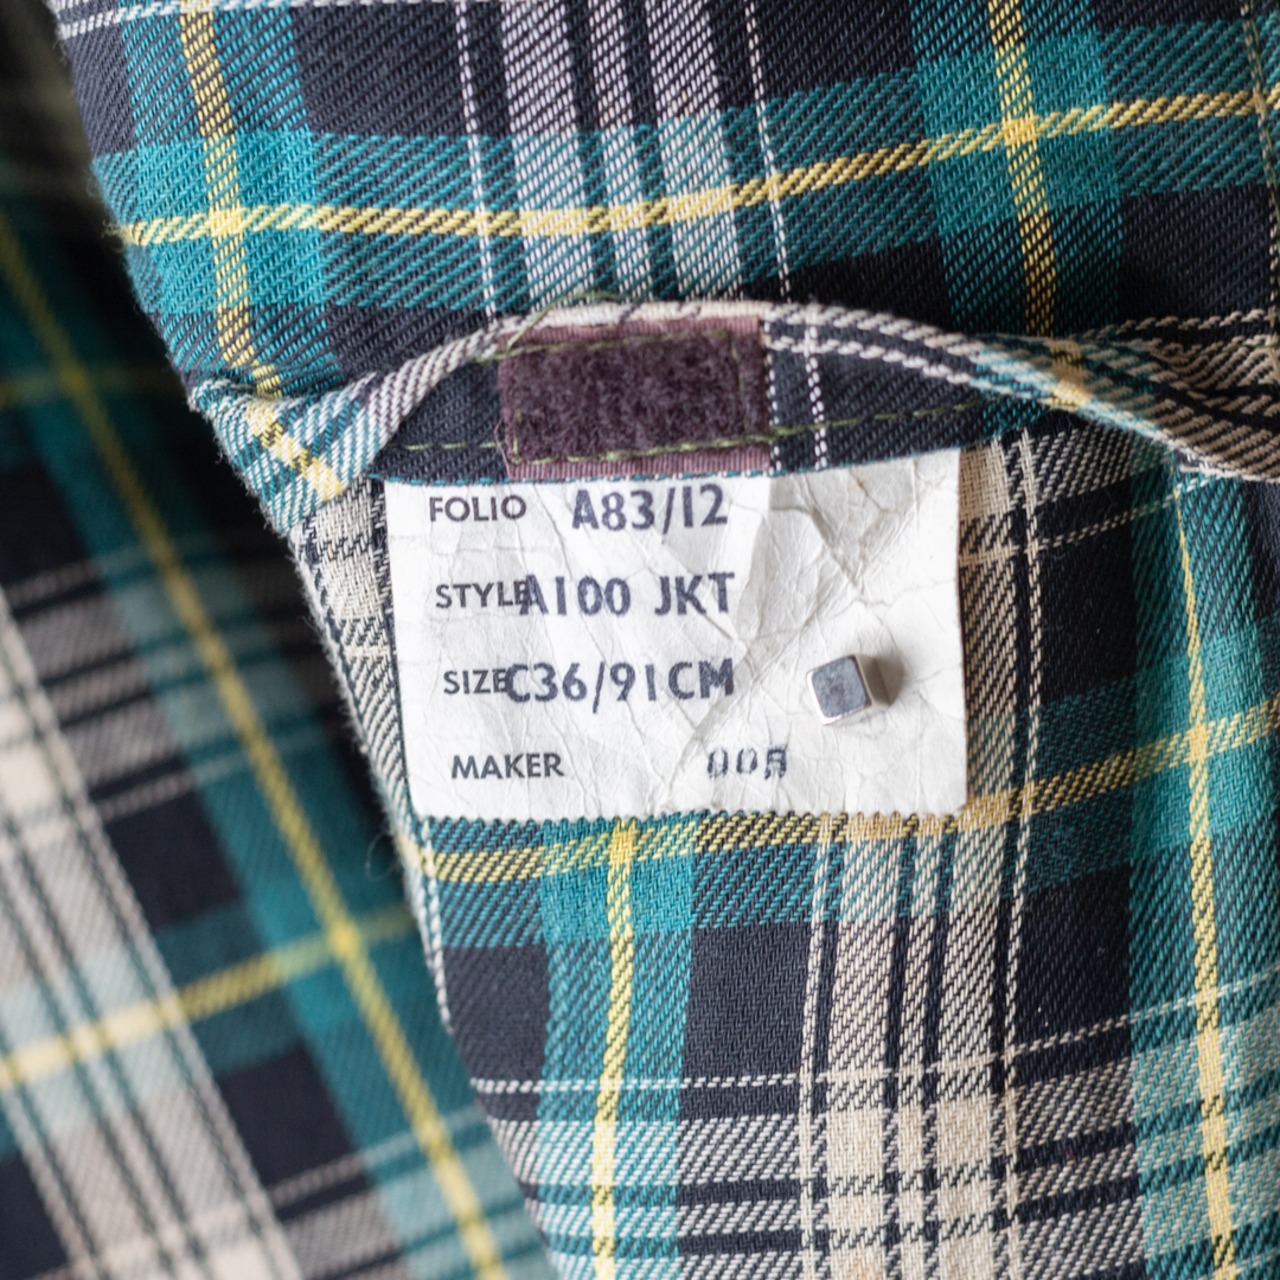 FOLIO A83/12
STYLE A100 JKT
SIZE C36/91CM
MAKER